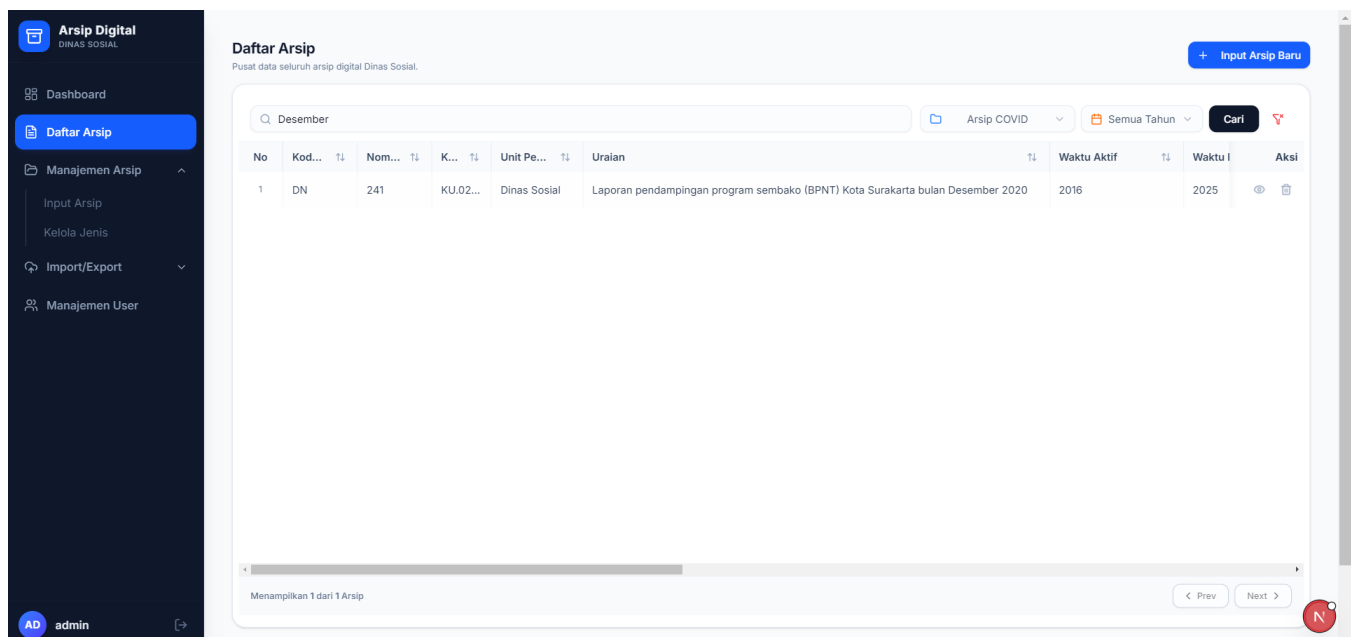 Arsip Digital
DINAS SOSIAL
Dashboard
Daftar Arsip
Manajemen Arsip
Input Arsip
Kelola Jenis
Import/Export
Manajemen User
AD admin
Daftar Arsip
Pusat data seluruh arsip digital Dinas Sosial.
+ Input Arsip Baru
Desember Arsip COVID Semua Tahun Cari
No Kod... Nom... K... Unit Pe... Uraian Waktu Aktif Waktu Aksi
1 DN 241 KU.02... Dinas Sosial Laporan pendampingan program sembako (BPNT) Kota Surakarta bulan Desember 2020 2016 2025
Menampilkan 1 dari 1 Arsip
Prev Next
N